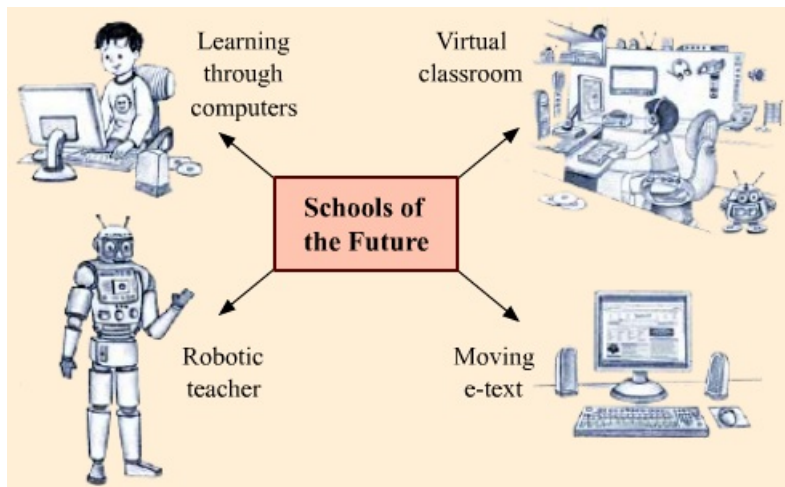 Learning
through
computers
Virtual
classroom
Schools of
the Future
Robotic
teacher
Moving
e-text